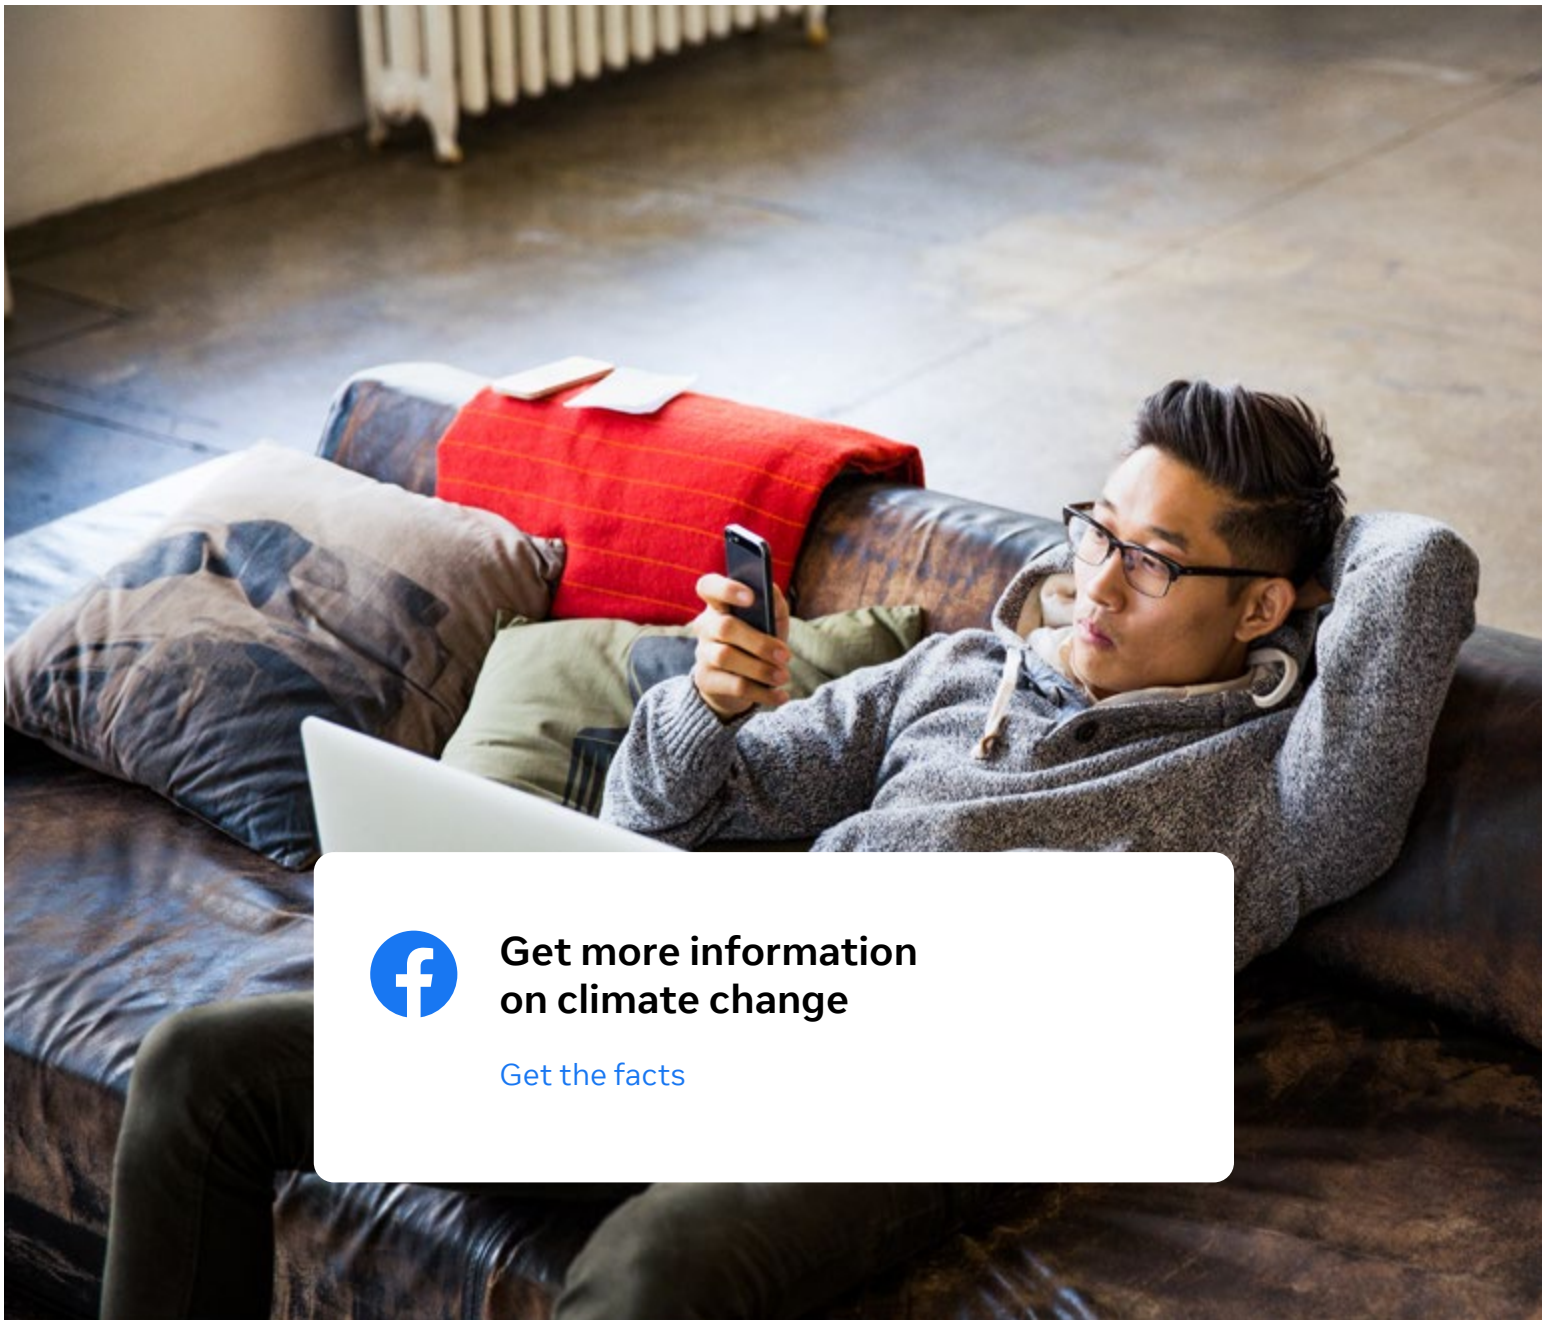 Get more information
on climate change
Get the facts